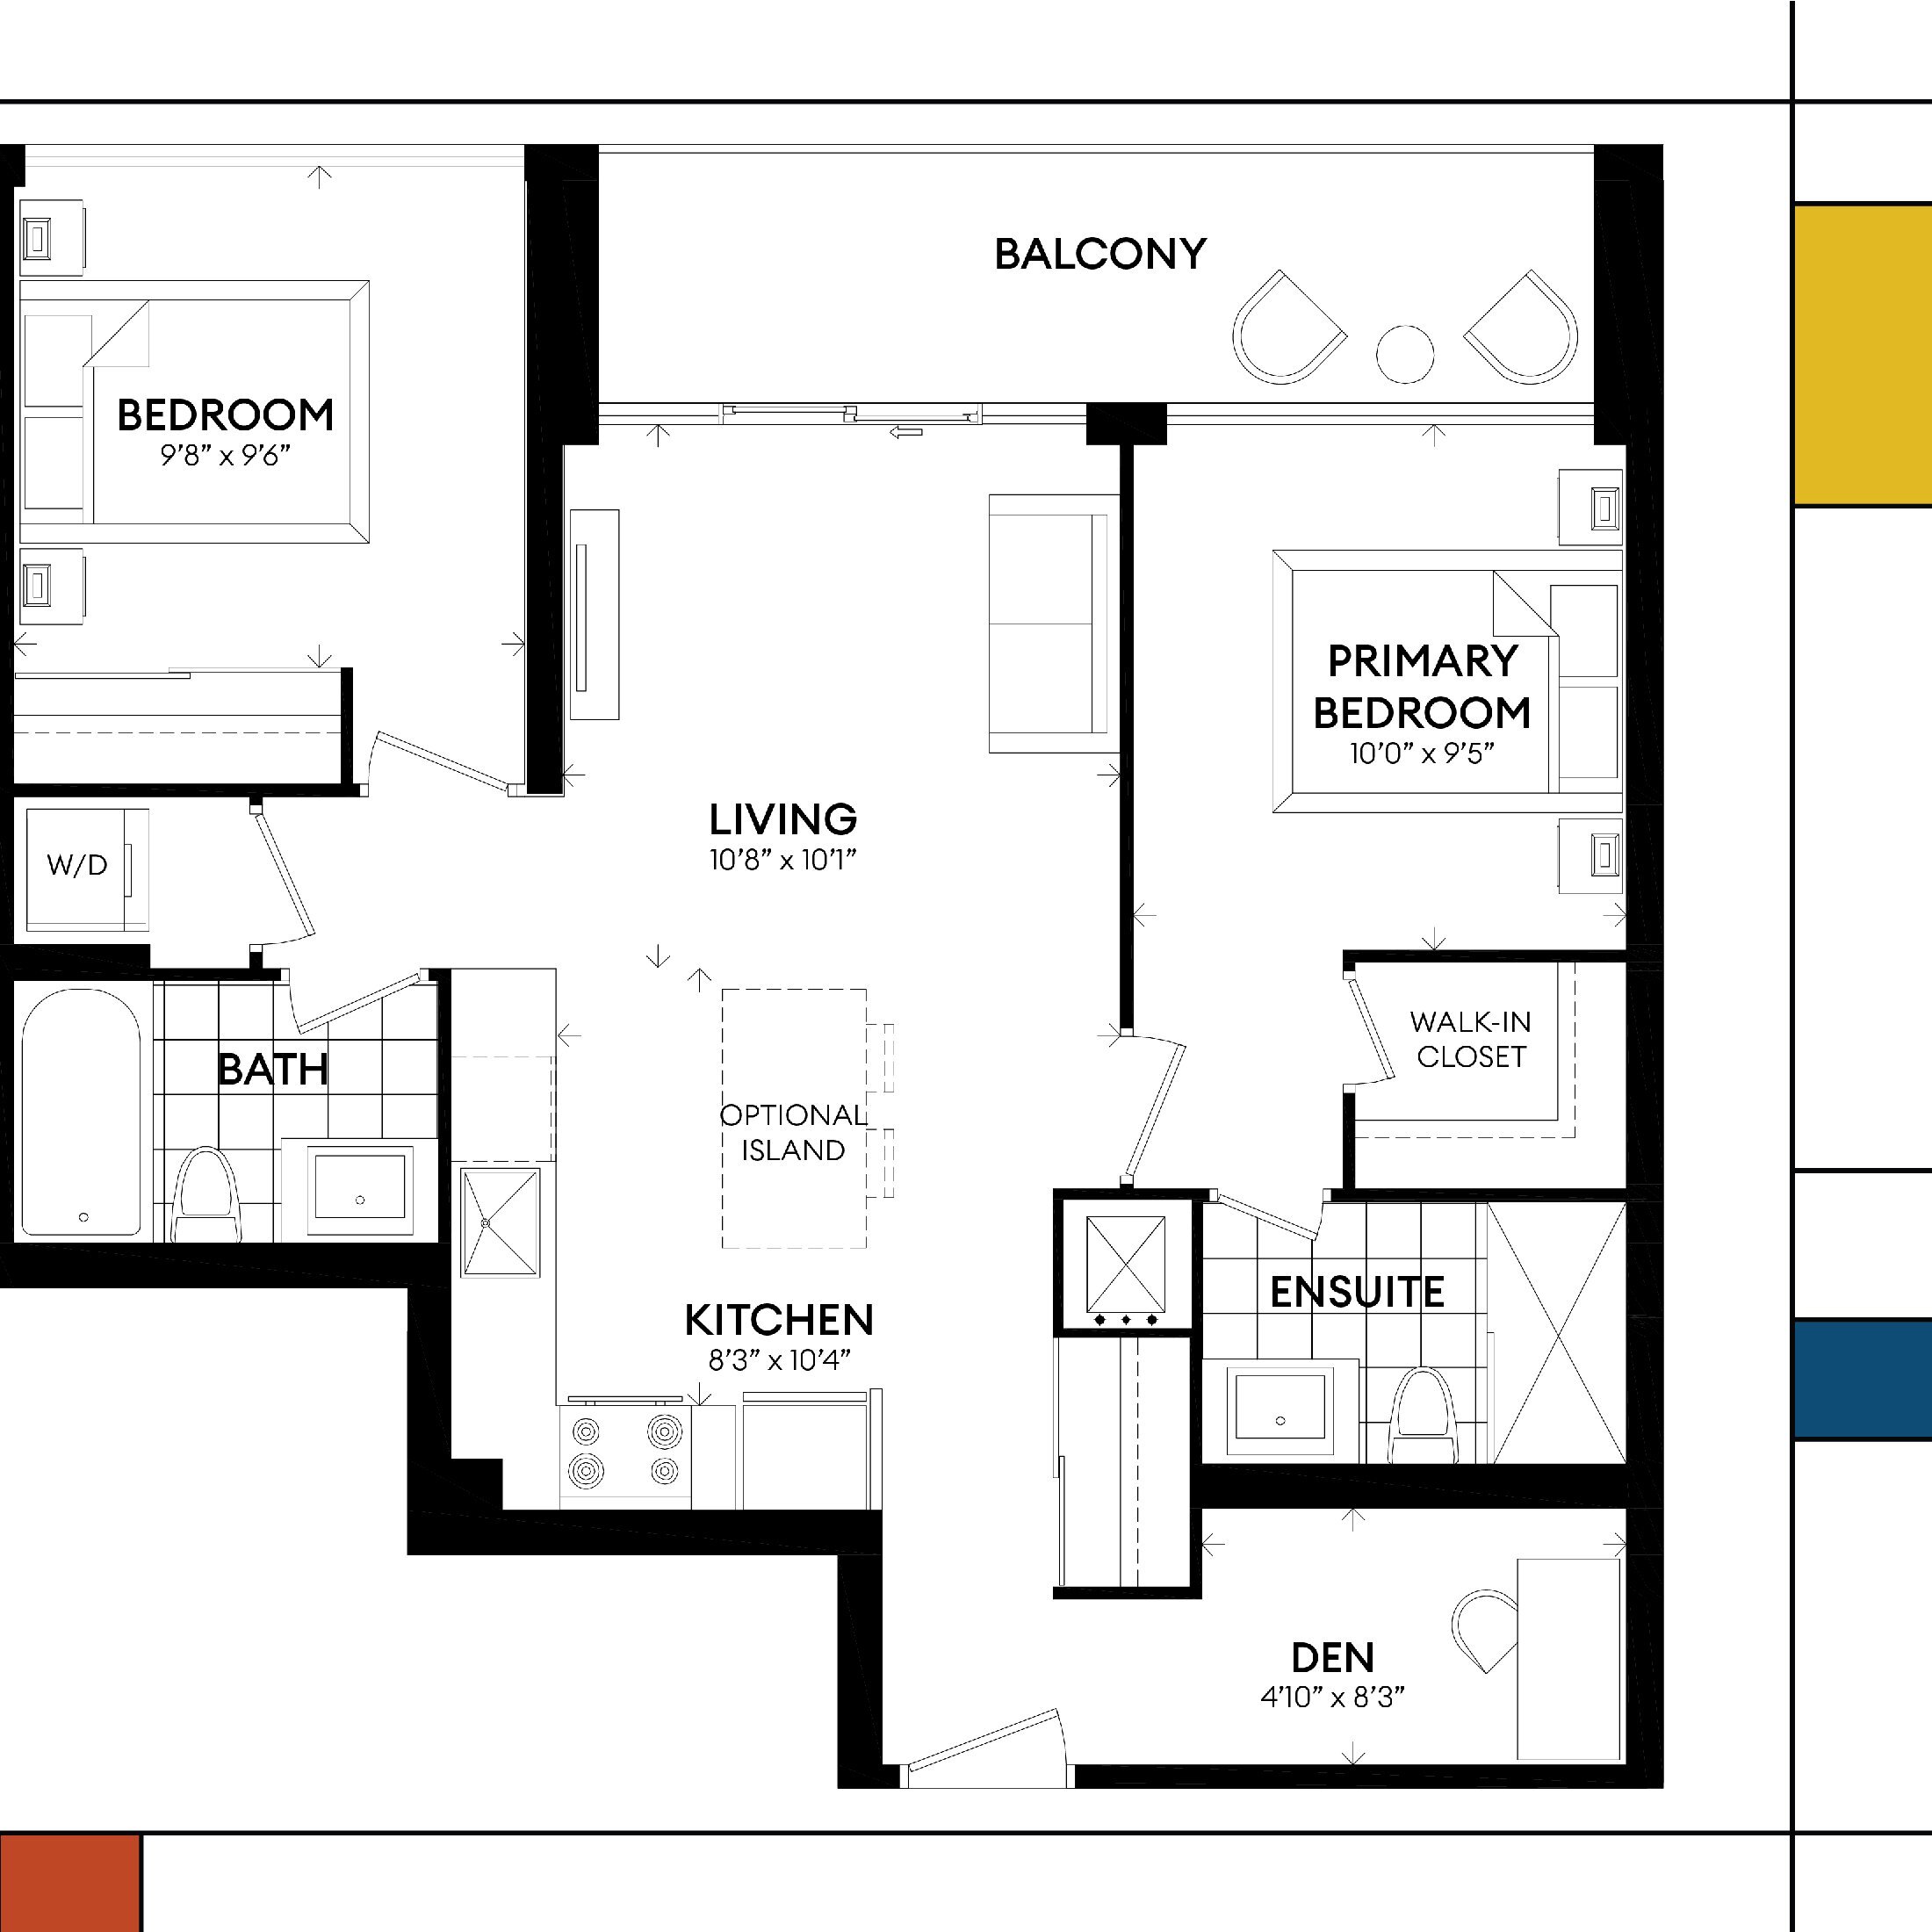 BALCONY
BEDROOM
9'8” x 9'6”
PRIMARY
BEDROOM
10'0” x 9'5”
LIVING
10'8” x 10'1”
W/D
WALK-IN
CLOSET
BATH
OPTIONAL
ISLAND
ENSUITE
KITCHEN
8'3” x 10'4”
DEN
4'10” x 8'3”